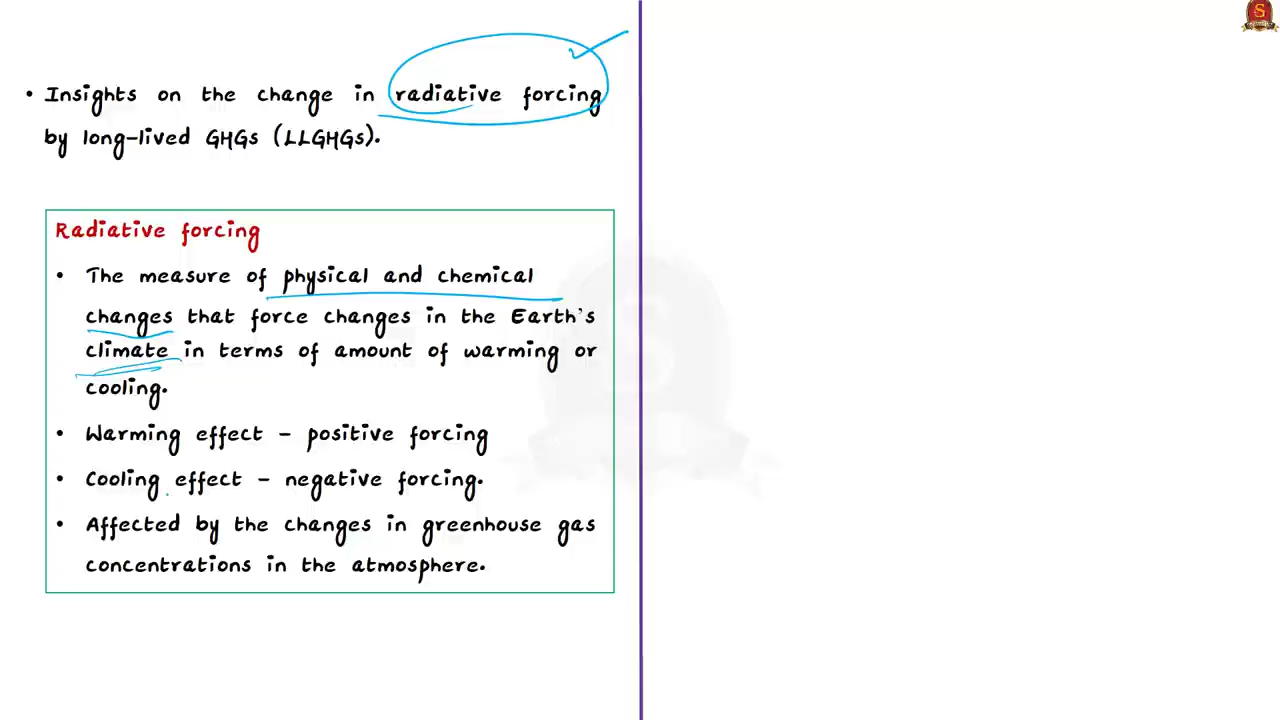 • Insights on the change in radiative forcing
by long-lived GHGs (LLGHGs).
Radiative forcing
• The measure of physical and chemical
changes that force changes in the Earth's
climate in terms of amount of warming or
cooling.
• Warming effect - positive forcing
• Cooling effect - negative forcing.
• Affected by the changes in greenhouse gas
concentrations in the atmosphere.